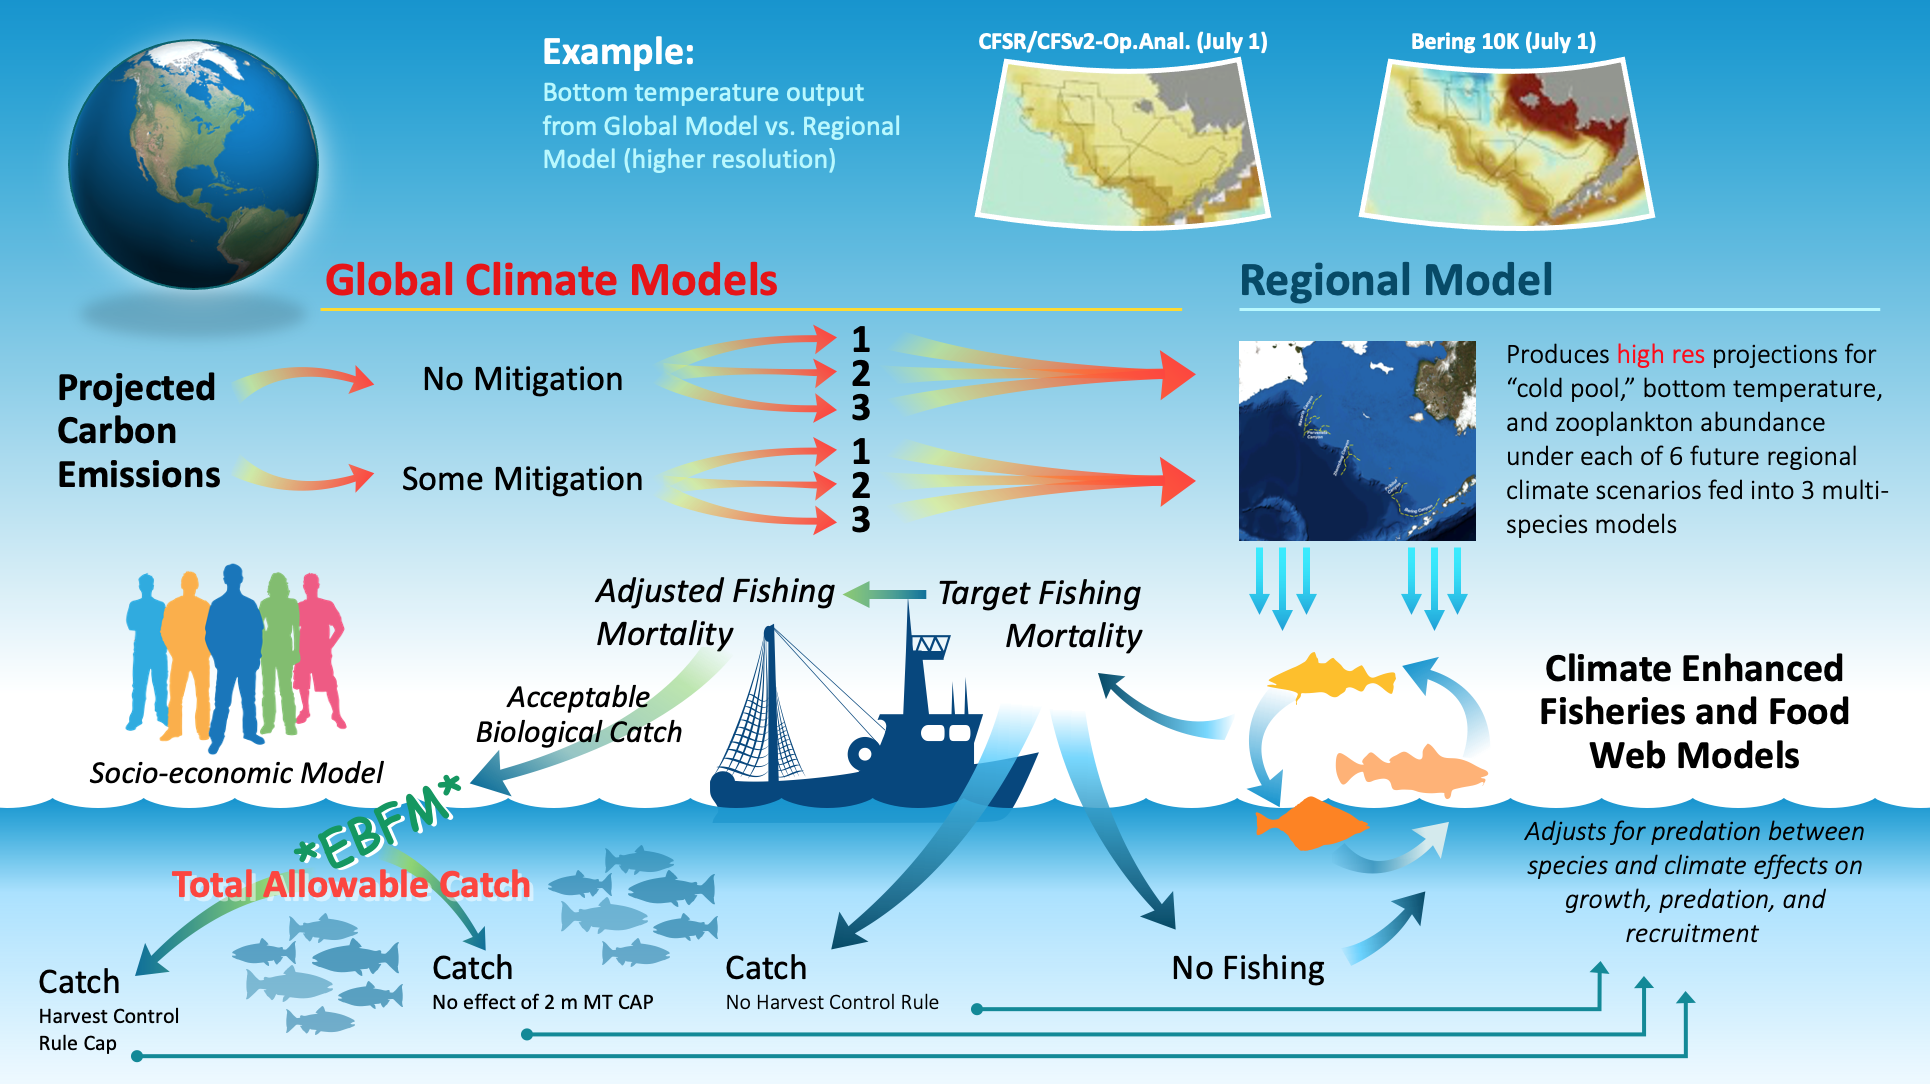 Example:
Bottom temperature output
from Global Model vs. Regional
Model (higher resolution)
CFSR/CFSv2-Op.Anal. (July 1)
Bering 10K (July 1)
Global Climate Models
Regional Model
Projected
Carbon
Emissions
No Mitigation
Some Mitigation
1
2
3
1
2
3
Produces high res projections for
“cold pool,” bottom temperature,
and zooplankton abundance
under each of 6 future regional
climate scenarios fed into 3 multi-
species models
Adjusted Fishing
Mortality
Target Fishing
Mortality
Acceptable
Biological Catch
Socio-economic Model
Climate Enhanced
Fisheries and Food
Web Models
*EBFM*
Total Allowable Catch
Adjusts for predation between
species and climate effects on
growth, predation, and
recruitment
Catch
Harvest Control
Rule Cap
Catch
No effect of 2 m MT CAP
Catch
No Harvest Control Rule
No Fishing